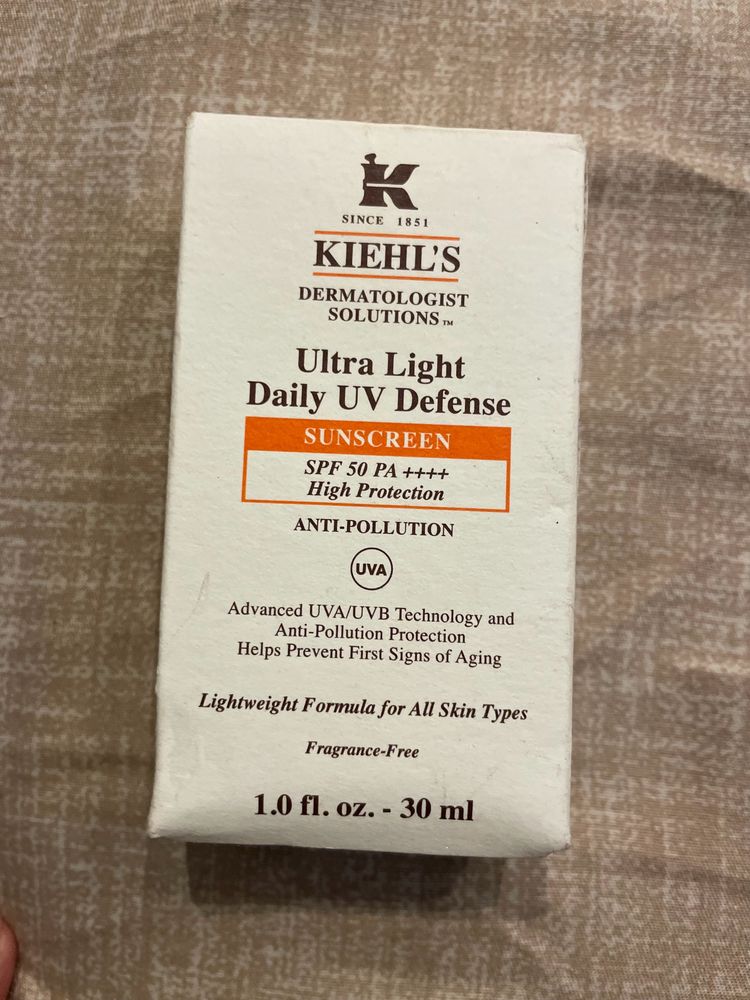 K
SINCE 1851
KIEHL'S
DERMATOLOGIST
SOLUTIONS™
Ultra Light
Daily UV Defense
SUNSCREEN
SPF 50 PA ++++
High Protection
ANTI-POLLUTION
UVA
Advanced UVA/UVB Technology and
Anti-Pollution Protection
Helps Prevent First Signs of Aging
Lightweight Formula for All Skin Types
Fragrance-Free
1.0 fl. oz. - 30 ml